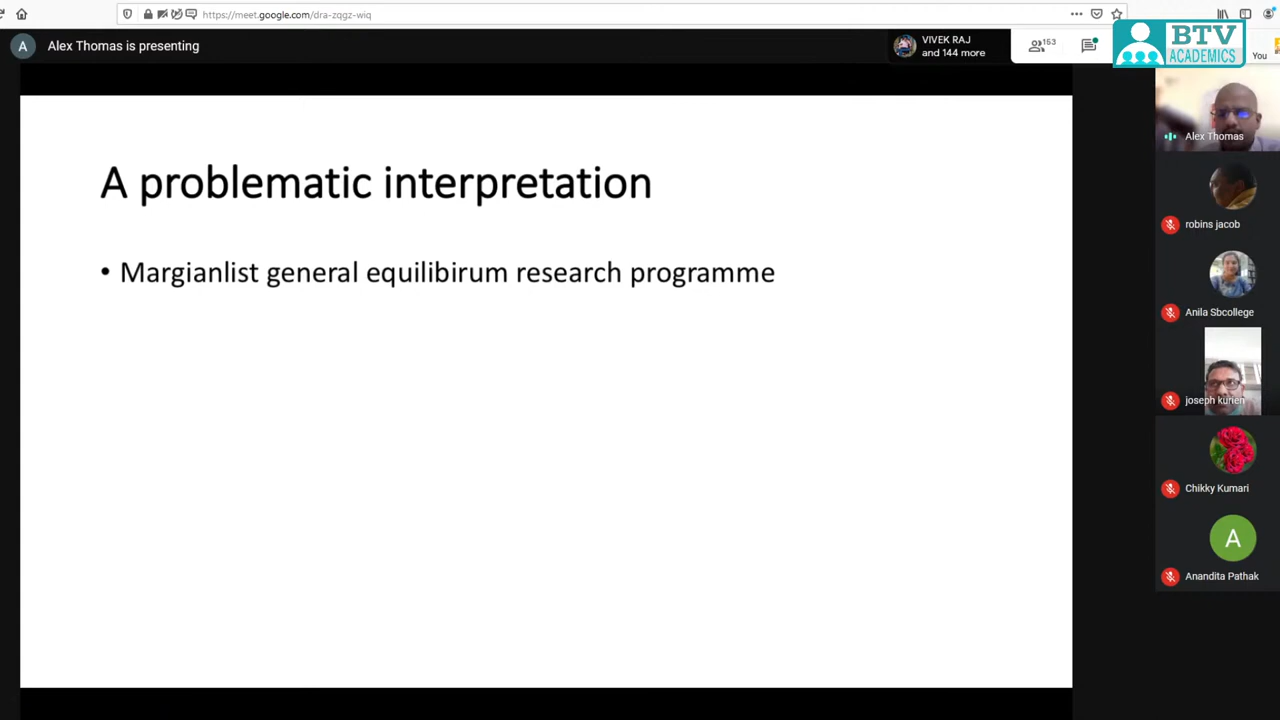 https://meet.google.com/dra-zqgz-wiq
A
Alex Thomas is presenting
VIVEK RAJ
and 144 more
153
BTV
ACADEMICS
You
A problematic interpretation
• Margianlist general equilibirum research programme
Alex Thomas
robins jacob
Anila Sbcollege
joseph kurien
Chikky Kumari
A
Anandita Pathak